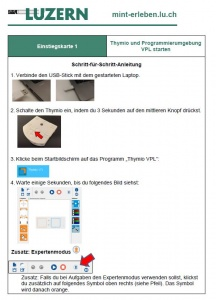 LUZERN
mint-erleben.lu.ch
Einstiegskarte 1
Thymio und Programmierumgebung
VPL starten
Schritt-für-Schritt-Anleitung
1. Verbinde den USB-Stick mit dem gestarteten Laptop.
2. Schalte den Thymio ein, indem du 3 Sekunden auf den mittleren Knopf drückst.
3. Klicke beim Startbildschirm auf das Programm „Thymio VPL“:
4. Warte einige Sekunden, bis du folgendes Bild siehst:
Zusatz: Expertenmodus
Zusatz: Falls du bei Aufgaben den Expertenmodus verwenden sollst, klickst
du zusätzlich auf folgendes Symbol oben rechts (siehe Pfeil). Das Symbol
wird danach orange.